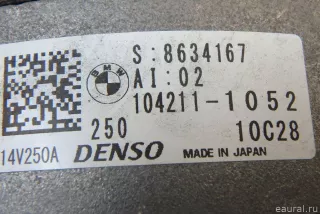 S:8634167
BMW
AI:02
104211-1052
250 10C28
14V250A DENSO MADE IN JAPAN
eaural.ru